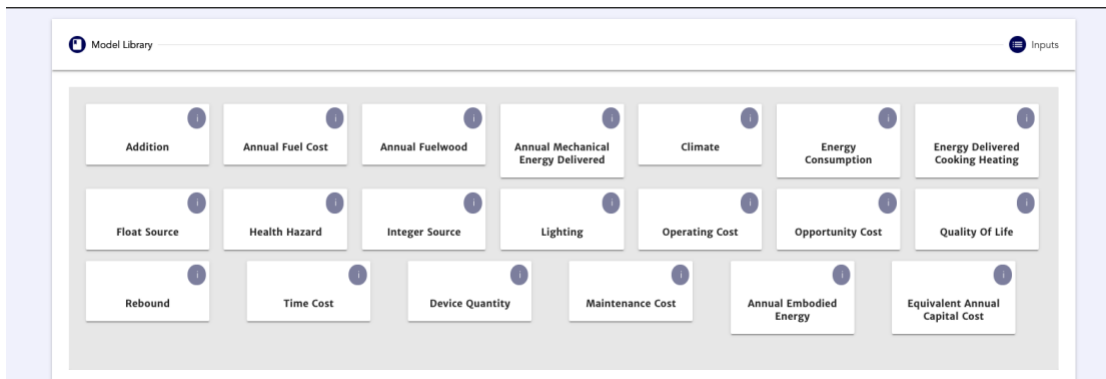 Model Library
Inputs
i i i i i i i
Addition
Annual Fuel Cost
Annual Fuelwood
Annual Mechanical
Energy Delivered
Climate
Energy
Consumption
Energy Delivered
Cooking Heating
i i i i i i i
Float Source
Health Hazard
Integer Source
Lighting
Operating Cost
Opportunity Cost
Quality Of Life
i i i i i i
Rebound
Time Cost
Device Quantity
Maintenance Cost
Annual Embodied
Energy
Equivalent Annual
Capital Cost